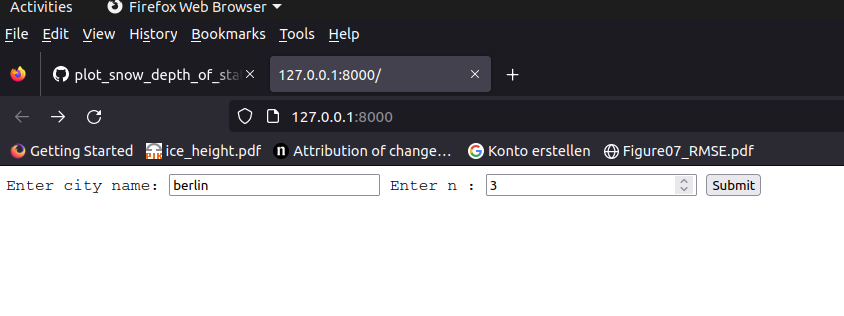 Activities Firefox Web Browser
File Edit View History Bookmarks Tools Help
plot_snow_depth_of_sta 127.0.0.1:8000/
127.0.0.1:8000
Getting Started ice_height.pdf n Attribution of change… Konto erstellen Figure07_RMSE.pdf
Enter city name: berlin Enter n : 3 Submit